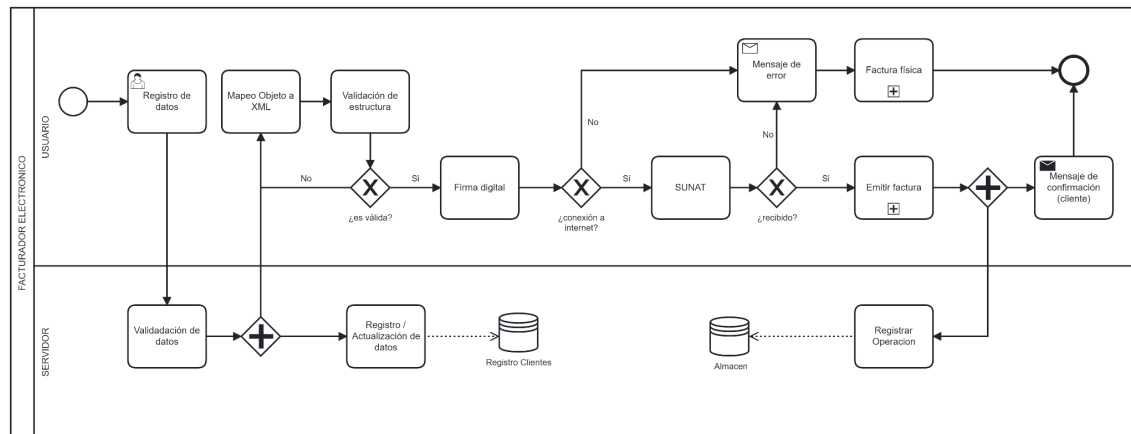 FACTURADOR ELECTRONICO
USUARIO
Registro de
datos
Mapeo Objeto a
XML
Validación de
estructura
No
¿es válida?
Si
Firma digital
¿conexión a
internet?
No
Si
SUNAT
¿recibido?
No
Si
Mensaje de
error
Factura física
Emitir factura
Mensaje de
confirmación
(cliente)
SERVIDOR
Validadación de
datos
Registro /
Actualización de
datos
Registro Clientes
Almacen
Registrar
Operacion